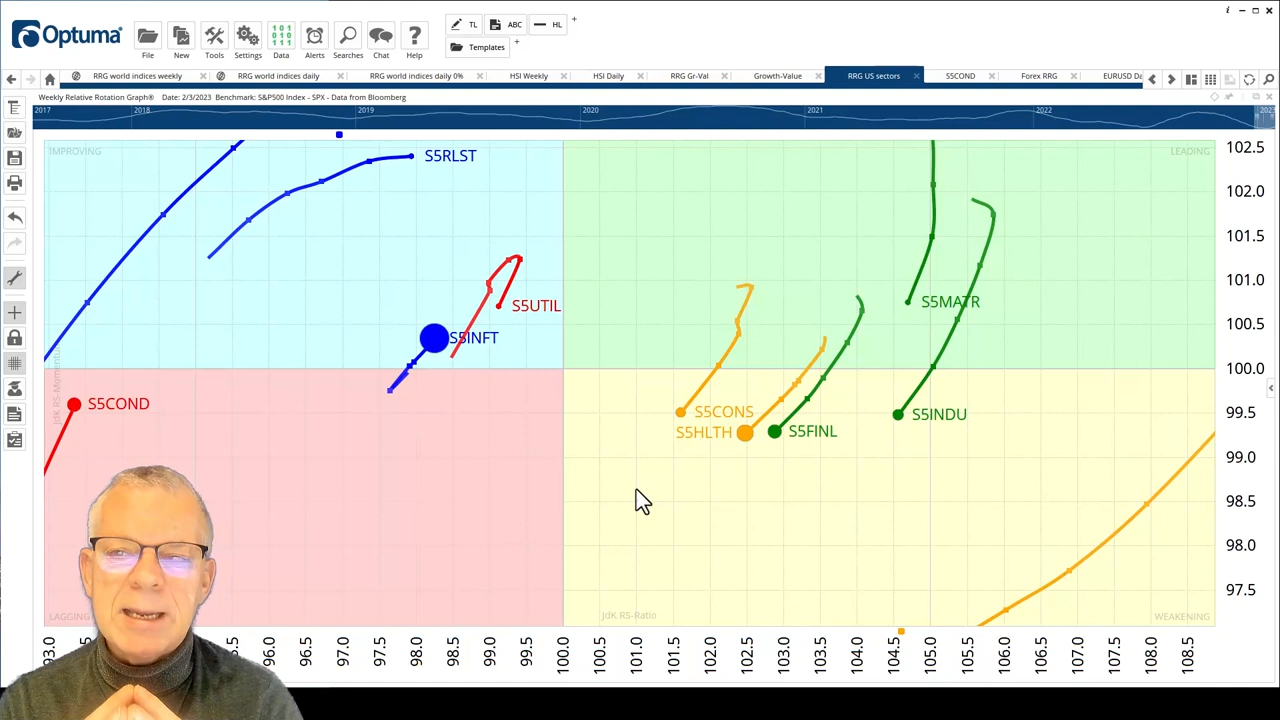 Optuma®
File
New
Tools
Settings
Data
Alerts
Searches
Chat
Help
TL
ABC
HL
Templates
RRG world indices weekly
RRG world indices daily
RRG world indices daily 0%
HSI Weekly
HSI Daily
RRG Gr-Val
Growth-Value
RRG US sectors
S5COND
Forex RRG
EURUSD Da
Weekly Relative Rotation Graph® Date: 2/3/2023 Benchmark: S&P500 Index - SPX - Data from Bloomberg
2017 2018 2019 2020 2021 2022
IMPROVING
LEADING
S5RLST
S5UTIL
S5INFT
S5MATR
S5COND
S5CONS
S5HLTH
S5FINL
S5INDU
JdK RS-Momentum
LAGGING
JdK RS-Ratio
WEAKENING
102.5
102.0
101.5
101.0
100.5
100.0
99.5
99.0
98.5
98.0
97.5
93.0 .5 .5 96.0 96.5 97.0 97.5 98.0 98.5 99.0 99.5 100.0 100.5 101.0 101.5 102.0 102.5 103.0 103.5 104.0 104.5 105.0 105.5 106.0 106.5 107.0 107.5 108.0 108.5